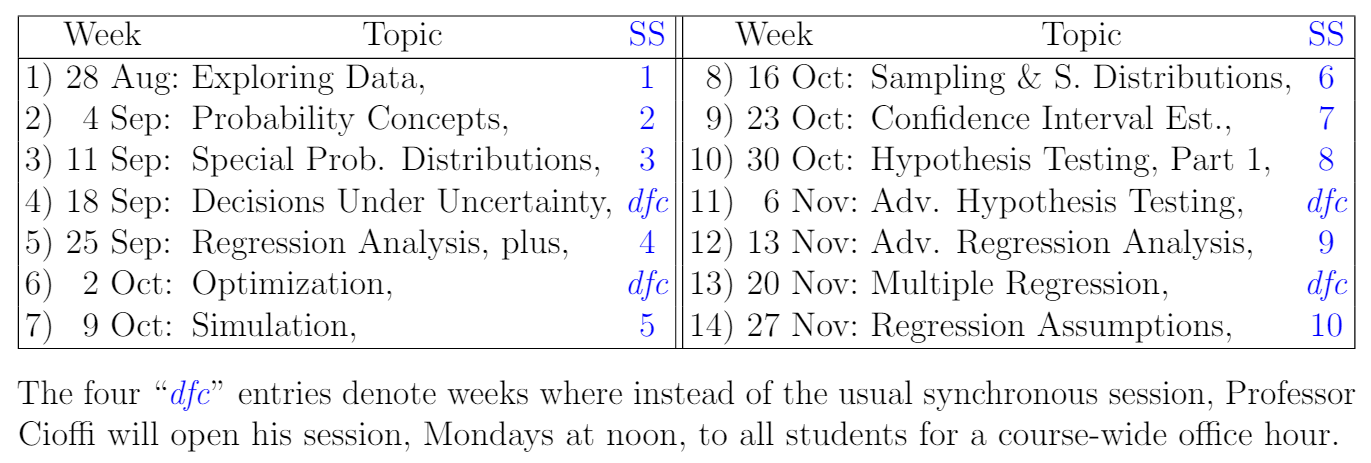 Week Topic SS Week Topic SS
1) 28 Aug: Exploring Data, 1 8) 16 Oct: Sampling & S. Distributions, 6
2) 4 Sep: Probability Concepts, 2 9) 23 Oct: Confidence Interval Est., 7
3) 11 Sep: Special Prob. Distributions, 3 10) 30 Oct: Hypothesis Testing, Part 1, 8
4) 18 Sep: Decisions Under Uncertainty, dfc 11) 6 Nov: Adv. Hypothesis Testing, dfc
5) 25 Sep: Regression Analysis, plus, 4 12) 13 Nov: Adv. Regression Analysis, 9
6) 2 Oct: Optimization, dfc 13) 20 Nov: Multiple Regression, dfc
7) 9 Oct: Simulation, 5 14) 27 Nov: Regression Assumptions, 10
The four “dfc” entries denote weeks where instead of the usual synchronous session, Professor
Cioffi will open his session, Mondays at noon, to all students for a course-wide office hour.